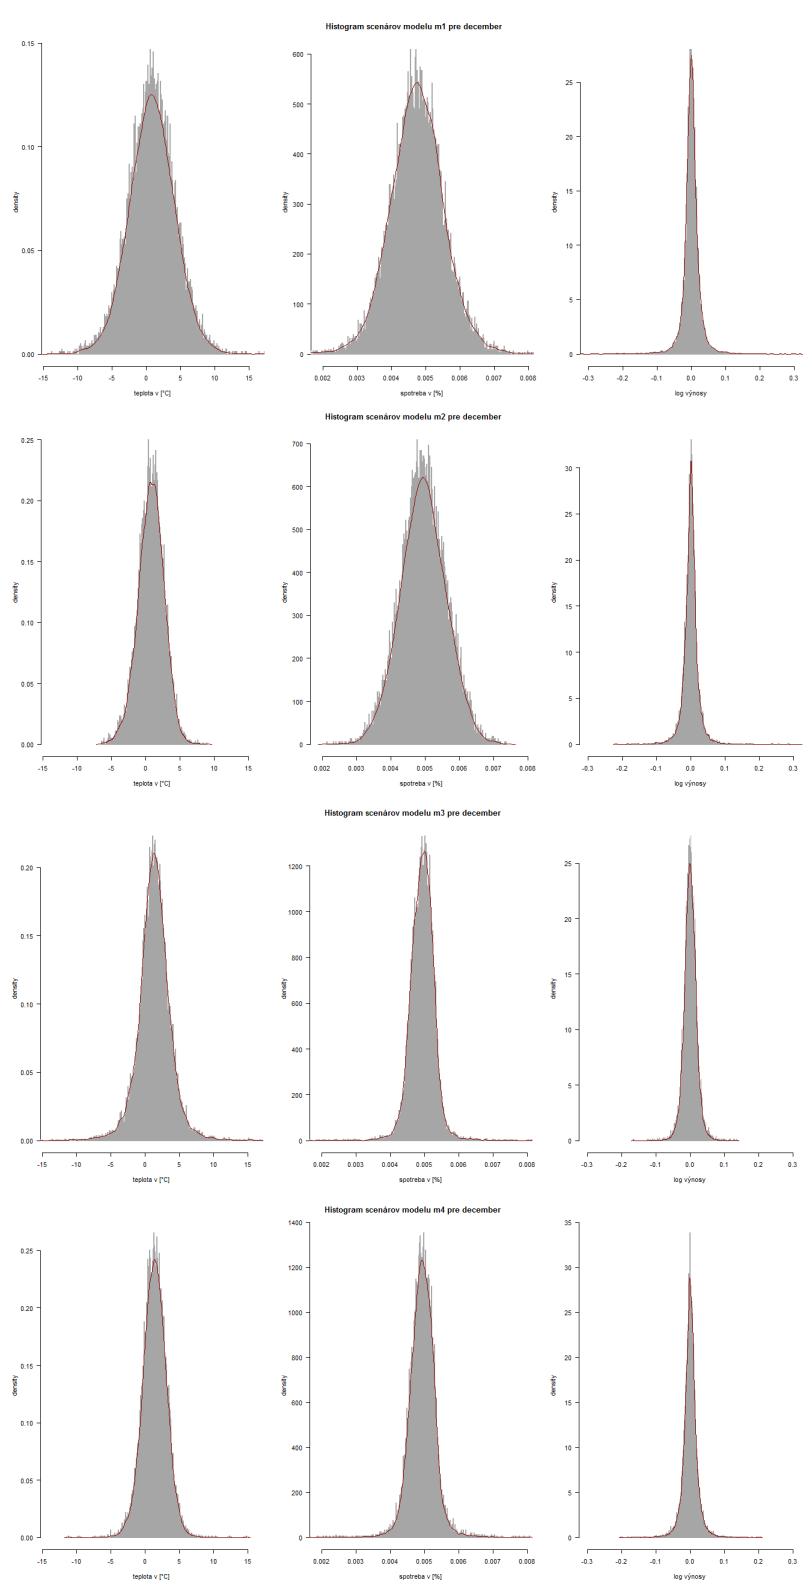 Histogram scenárov modelu m1 pre december
0.15
0.10
0.05
0.00
density
-15 -10 -5 0 5 10 15
teplota v [°C]
600
500
400
300
200
100
0
density
0.002 0.003 0.004 0.005 0.006 0.007 0.008
spotreba v [%]
25
20
15
10
5
0
density
-0.3 -0.2 -0.1 0.0 0.1 0.2 0.3
log výnosy
Histogram scenárov modelu m2 pre december
0.25
0.20
0.15
0.10
0.05
0.00
density
-15 -10 -5 0 5 10 15
teplota v [°C]
700
600
500
400
300
200
100
0
density
0.002 0.003 0.004 0.005 0.006 0.007 0.008
spotreba v [%]
30
25
20
15
10
5
0
density
-0.3 -0.2 -0.1 0.0 0.1 0.2 0.3
log výnosy
Histogram scenárov modelu m3 pre december
0.20
0.15
0.10
0.05
0.00
density
-15 -10 -5 0 5 10 15
teplota v [°C]
1200
1000
800
600
400
200
0
density
0.002 0.003 0.004 0.005 0.006 0.007 0.008
spotreba v [%]
25
20
15
10
5
0
density
-0.3 -0.2 -0.1 0.0 0.1 0.2 0.3
log výnosy
Histogram scenárov modelu m4 pre december
0.25
0.20
0.15
0.10
0.05
0.00
density
-15 -10 -5 0 5 10 15
teplota v [°C]
1400
1200
1000
800
600
400
200
0
density
0.002 0.003 0.004 0.005 0.006 0.007 0.008
spotreba v [%]
35
30
25
20
15
10
5
0
density
-0.3 -0.2 -0.1 0.0 0.1 0.2 0.3
log výnosy